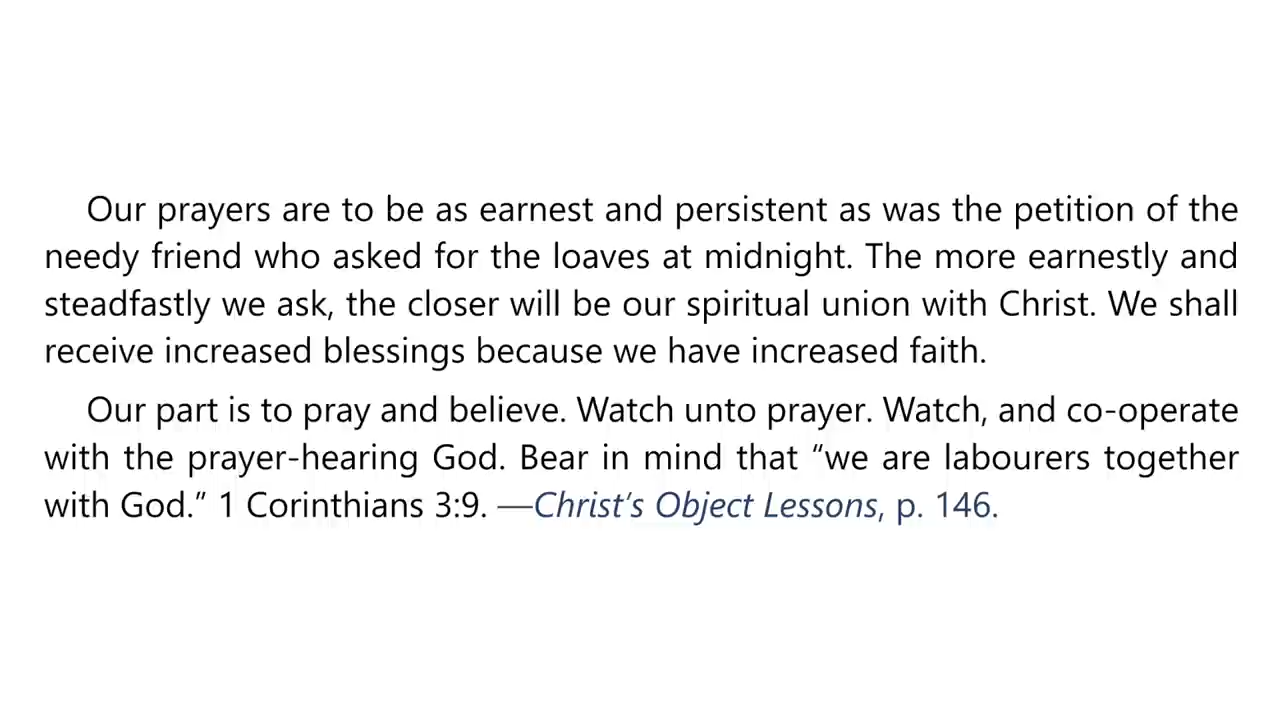 Our prayers are to be as earnest and persistent as was the petition of the
needy friend who asked for the loaves at midnight. The more earnestly and
steadfastly we ask, the closer will be our spiritual union with Christ. We shall
receive increased blessings because we have increased faith.
Our part is to pray and believe. Watch unto prayer. Watch, and co-operate
with the prayer-hearing God. Bear in mind that “we are labourers together
with God.” 1 Corinthians 3:9. —Christ’s Object Lessons, p. 146.